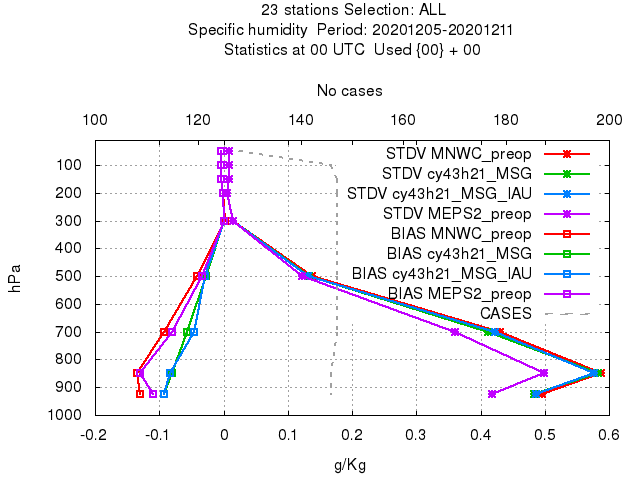 23 stations Selection: ALL
Specific humidity  Period: 20201205-20201211
Statistics at 00 UTC  Used {00} + 00
No cases
100 120 140 160 180 200
STDV MNWC_preop
STDV cy43h21_MSG
STDV cy43h21_MSG_IAU
STDV MEPS2_preop
BIAS MNWC_preop
BIAS cy43h21_MSG
BIAS cy43h21_MSG_IAU
BIAS MEPS2_preop
CASES
hPa
100
200
300
400
500
600
700
800
900
1000
-0.2 -0.1 0 0.1 0.2 0.3 0.4 0.5 0.6
g/Kg